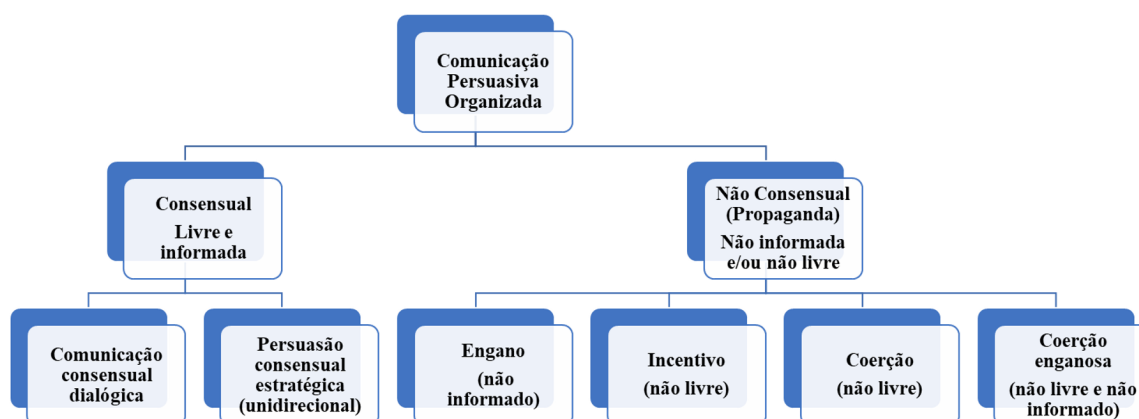 Comunicação
Persuasiva
Organizada
Consensual
Livre e
informada
Não Consensual
(Propaganda)
Não informada
e/ou não livre
Comunicação
consensual
dialógica
Persuasão
consensual
estratégica
(unidirecional)
Engano
(não
informado)
Incentivo
(não livre)
Coerção
(não livre)
Coerção
enganosa
(não livre e não
informado)